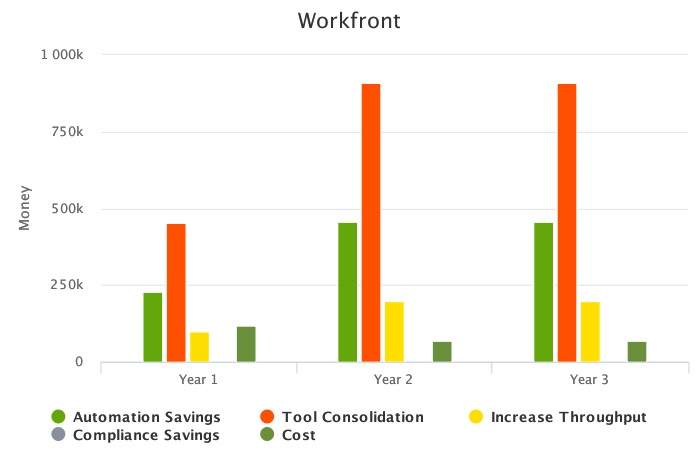 Workfront
1 000k
750k
500k
250k
0
Money
Year 1 Year 2 Year 3
Automation Savings Tool Consolidation Increase Throughput
Compliance Savings Cost